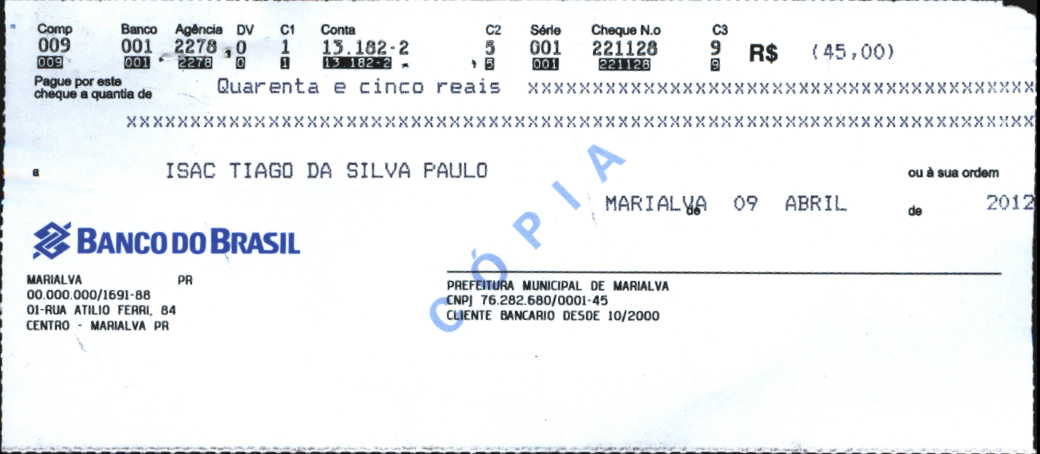 Comp Banco Agência DV C1 Conta C2 Série Cheque N.o C3
009 001 2278 0 1 13.182-2 5 001 221128 9 R$ (45,00)
009 001 2278 0 1 13.182-2 5 001 221128 9
Pague por este
cheque a quantia de Quarenta e cinco reais XXXXXXXXXXXXXXXXXXXXXXXXXXXXXXXXXXXXXXXX
XXXXXXXXXXXXXXXXXXXXXXXXXXXXXXXXXXXXXXXXXXXXXXXXXXXXXXXXXXXXXXXXXXXXXXX
a ISAC TIAGO DA SILVA PAULO ou à sua ordem
MARIALVA de 09 ABRIL de 2012
CÓPIA
BANCO DO BRASIL
MARIALVA PR
00.000.000/1691-88
01-RUA ATILIO FERRI, 84
CENTRO - MARIALVA PR
PREFEITURA MUNICIPAL DE MARIALVA
CNPJ 76.282.680/0001-45
CLIENTE BANCARIO DESDE 10/2000